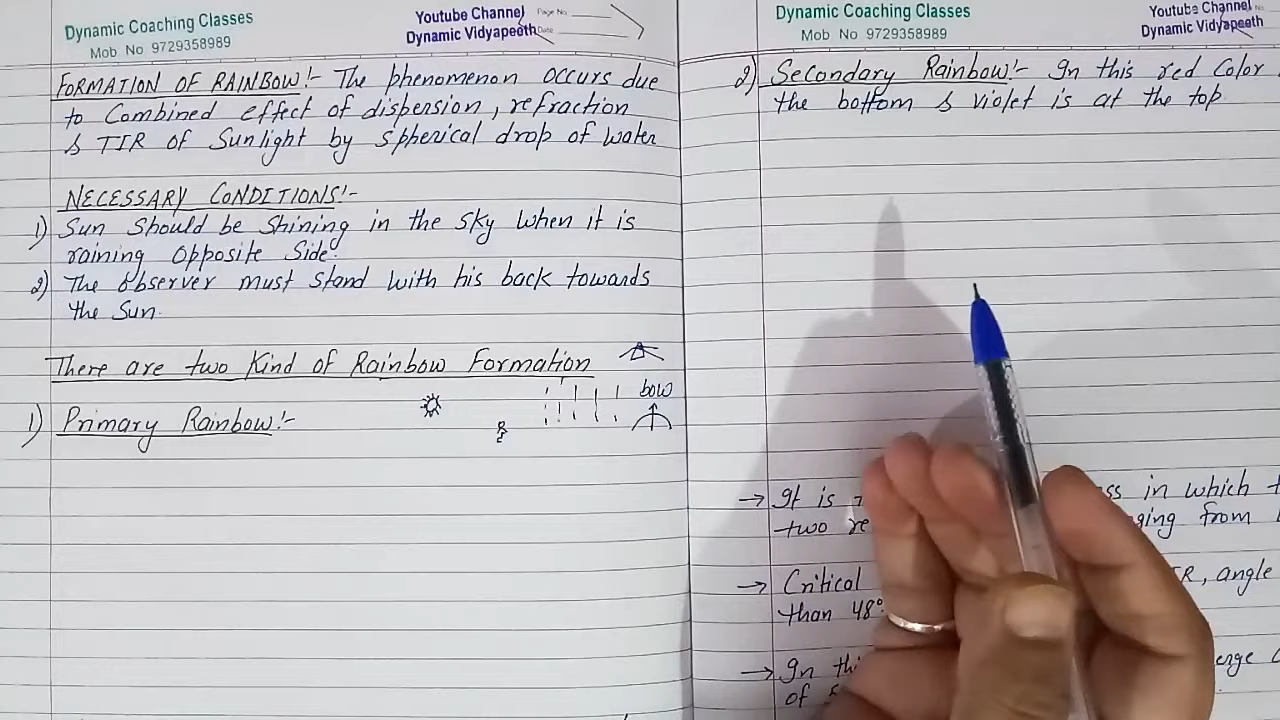 Dynamic Coaching Classes
Mob No 9729358989
Youtube Channel
Dynamic Vidyapeeth
Page No.
Date
FORMATION OF RAINBOW!- The phenomenon occurs due
to Combined effect of dispersion, refraction
& TIR of Sunlight by Spherical drop of water
NECESSARY CONDITIONS!-
1) Sun Should be Shining in the Sky When it is
raining Opposite Side.
2) The Observer must Stand with his back towards
the Sun.
There are two Kind of Rainbow Formation
1) Primary Rainbow!-
bow
Dynamic Coaching Classes
Mob No 9729358989
Youtube Channel
Dynamic Vidyapeeth
2) Secondary Rainbow!- In this red Color
the bottom & violet is at the top
→ It is in which
two from
→ Critical angle
than 48°
→ In
of